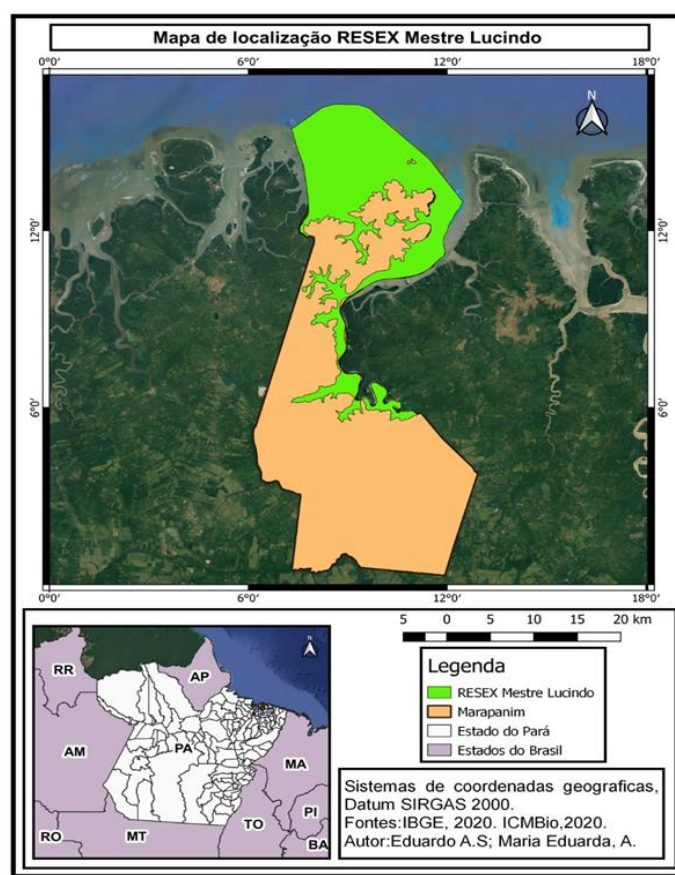 Mapa de localização RESEX Mestre Lucindo
0°0' 6°0' 12°0' 18°0'
N
12°0' 12°0'
6°0' 6°0'
0°0' 6°0' 12°0' 18°0'
5 0 5 10 15 20 km
N
RR
AP
AM
PA
MA
PI
RO
MT
TO
BA
Legenda
RESEX Mestre Lucindo
Marapanim
Estado do Pará
Estados do Brasil
Sistemas de coordenadas geograficas,
Datum SIRGAS 2000.
Fontes:IBGE, 2020. ICMBio,2020.
Autor:Eduardo A.S; Maria Eduarda, A.